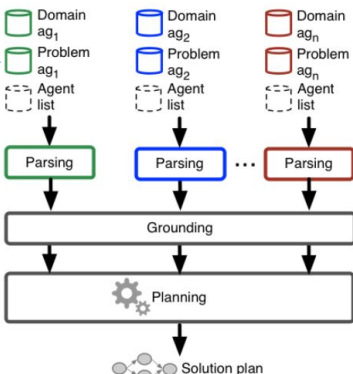 Domain
ag1
Problem
ag1
Agent
list
Domain
ag2
Problem
ag2
Agent
list
Domain
agn
Problem
agn
Agent
list
Parsing
Parsing
...
Parsing
Grounding
Planning
Solution plan